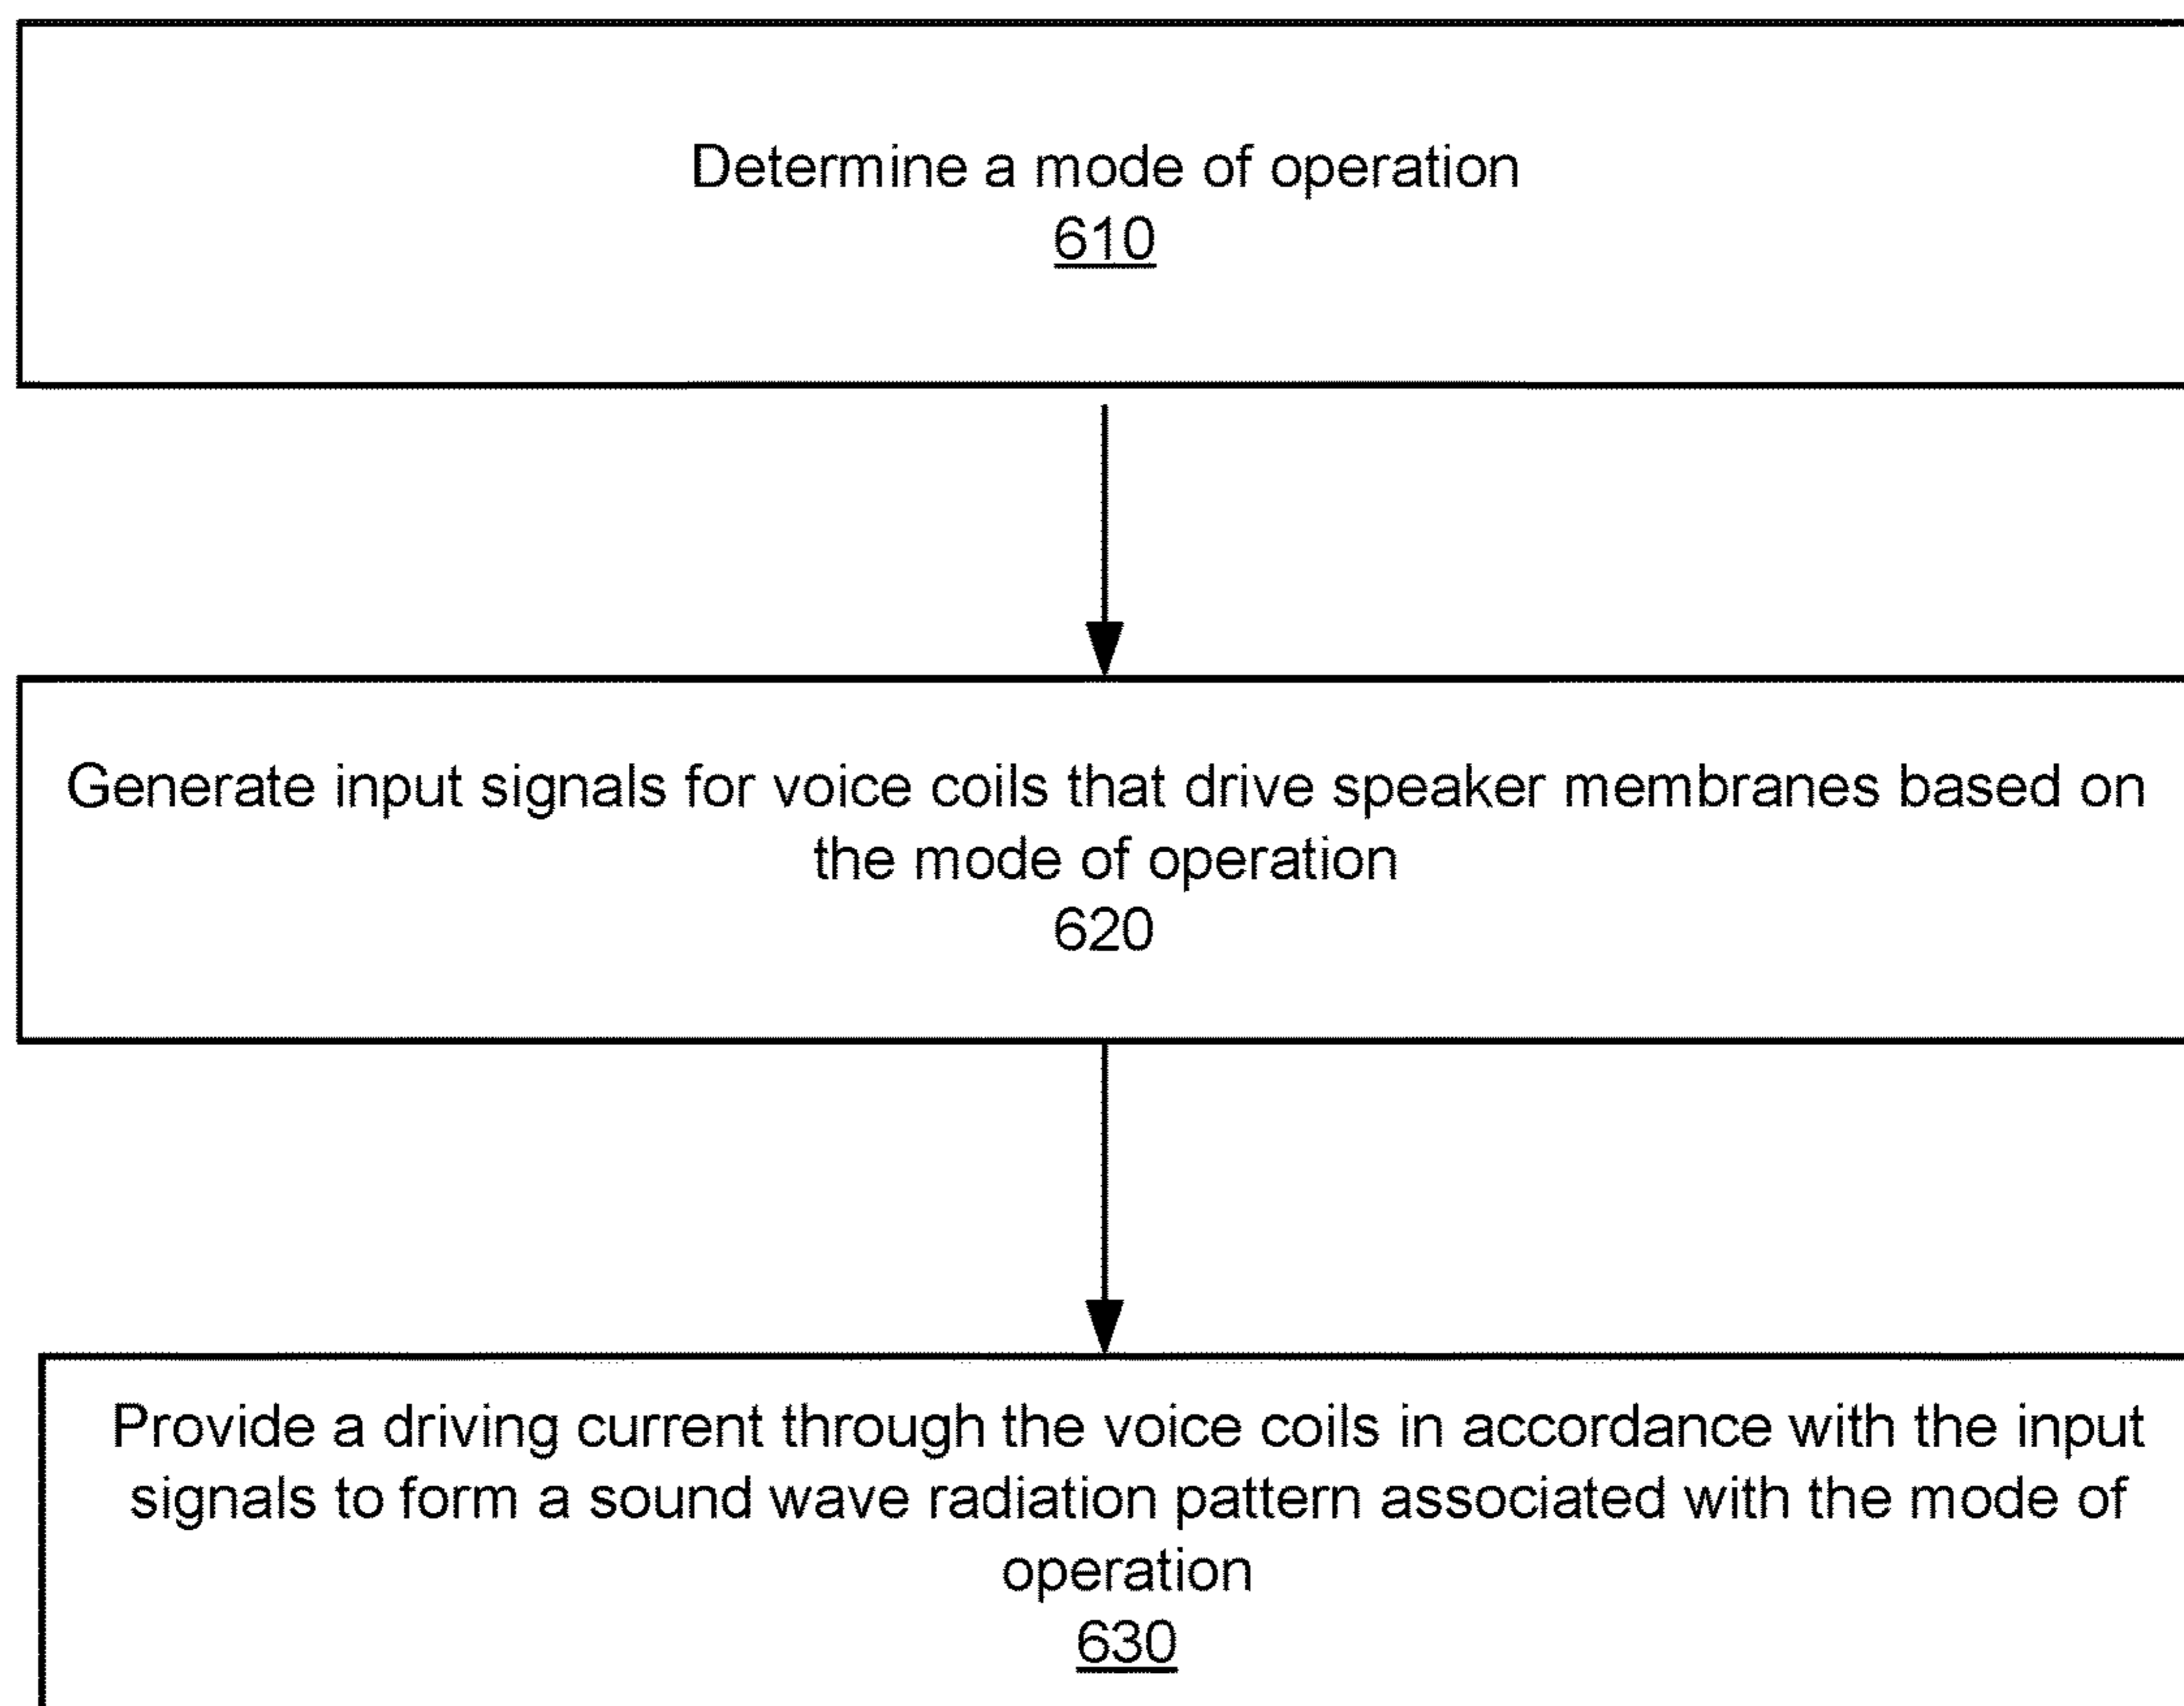 Determine a mode of operation
610
Generate input signals for voice coils that drive speaker membranes based on
the mode of operation
620
Provide a driving current through the voice coils in accordance with the input
signals to form a sound wave radiation pattern associated with the mode of
operation
630